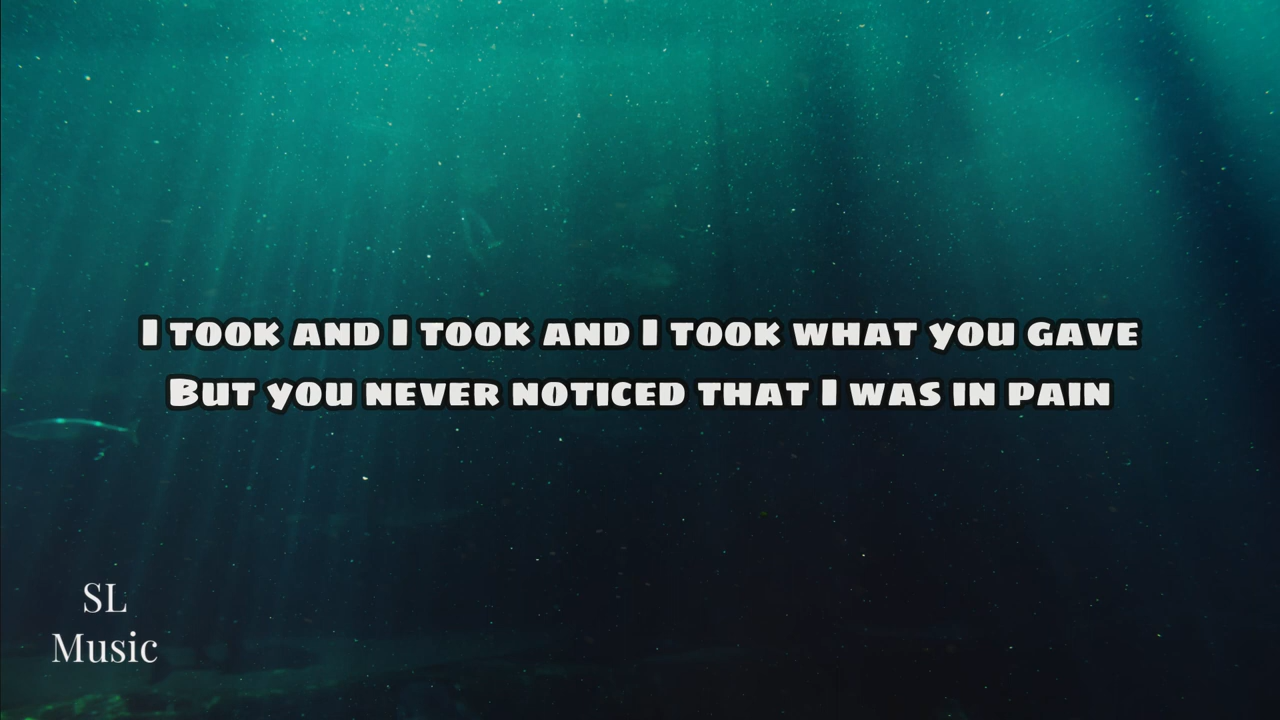 I took and I took and I took what you gave
But you never noticed that I was in pain
SL
Music